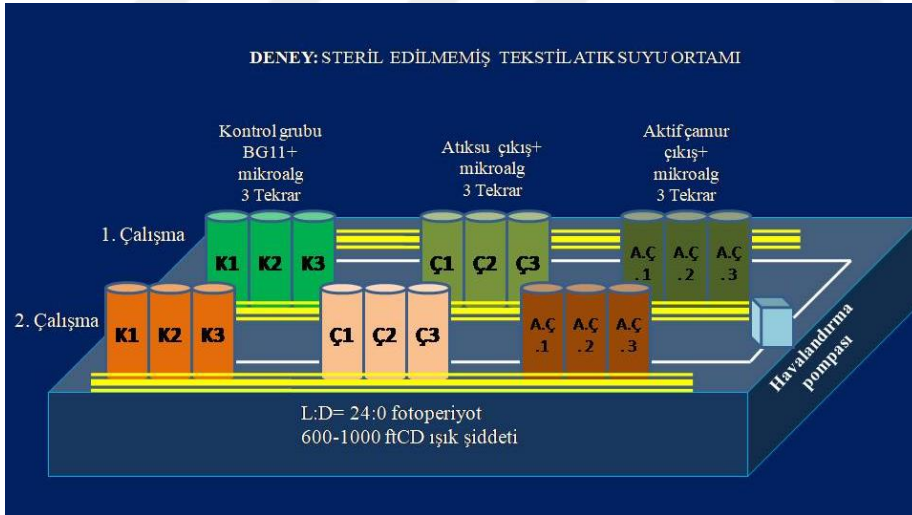 DENEY: STERİL EDİLMEMİŞ TEKSTİL ATIK SUYU ORTAMI
Kontrol grubu
BG11+
mikroalg
3 Tekrar
Atıksu çıkış+
mikroalg
3 Tekrar
Aktif çamur
çıkış+
mikroalg
3 Tekrar
1. Çalışma
K1 K2 K3
Ç1 Ç2 Ç3
A.Ç A.Ç A.Ç
.1 .2 .3
2. Çalışma
K1 K2 K3
Ç1 Ç2 Ç3
A.Ç A.Ç A.Ç
.1 .2 .3
Havalandırma
pompası
L:D= 24:0 fotoperiyot
600-1000 ftCD ışık şiddeti